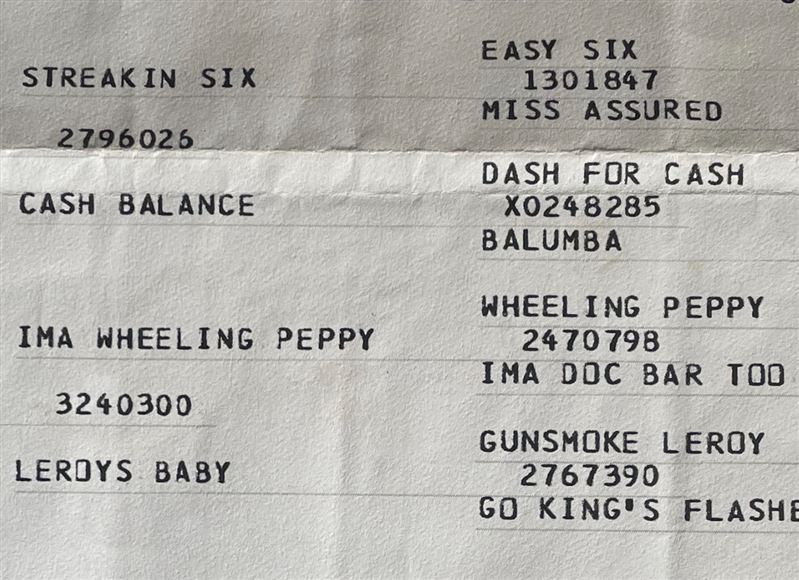 EASY SIX
STREAKIN SIX
1301847
MISS ASSURED
2796026
DASH FOR CASH
CASH BALANCE
X0248285
BALUMBA
WHEELING PEPPY
IMA WHEELING PEPPY
2470798
IMA DOC BAR TOO
3240300
GUNSMOKE LEROY
LEROYS BABY
2767390
GO KING'S